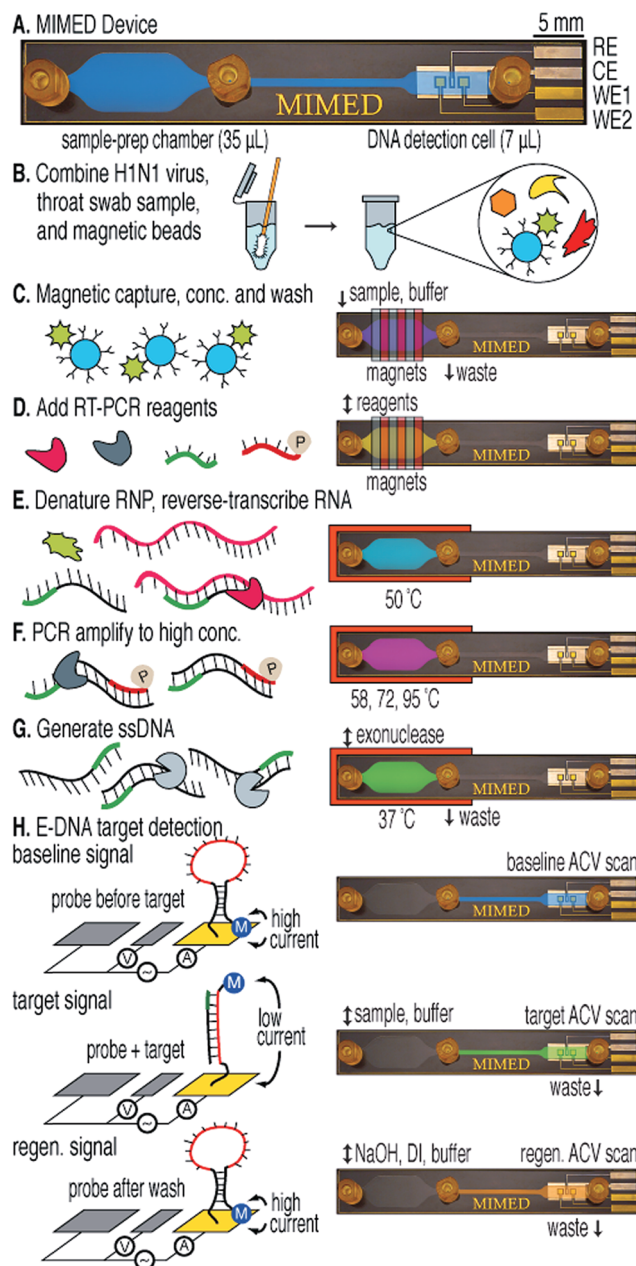 A. MIMED Device
5 mm
RE
CE
WE1
WE2
MIMED
sample-prep chamber (35 µL)
DNA detection cell (7 µL)
B. Combine H1N1 virus,
throat swab sample,
and magnetic beads
C. Magnetic capture, conc. and wash
↓ sample, buffer
MIMED
magnets ↓ waste
D. Add RT-PCR reagents
P
↕ reagents
MIMED
magnets
E. Denature RNP, reverse-transcribe RNA
MIMED
50 °C
F. PCR amplify to high conc.
P
P
MIMED
58, 72, 95 °C
G. Generate ssDNA
↕ exonuclease
MIMED
37 °C ↓ waste
H. E-DNA target detection
baseline signal
probe before target
M
high
current
V
~
A
baseline ACV scan
MIMED
target signal
probe + target
M
low
current
V
~
A
↕ sample, buffer
target ACV scan
MIMED
waste ↓
regen. signal
probe after wash
M
high
current
V
~
A
↕ NaOH, DI, buffer
regen. ACV scan
MIMED
waste ↓